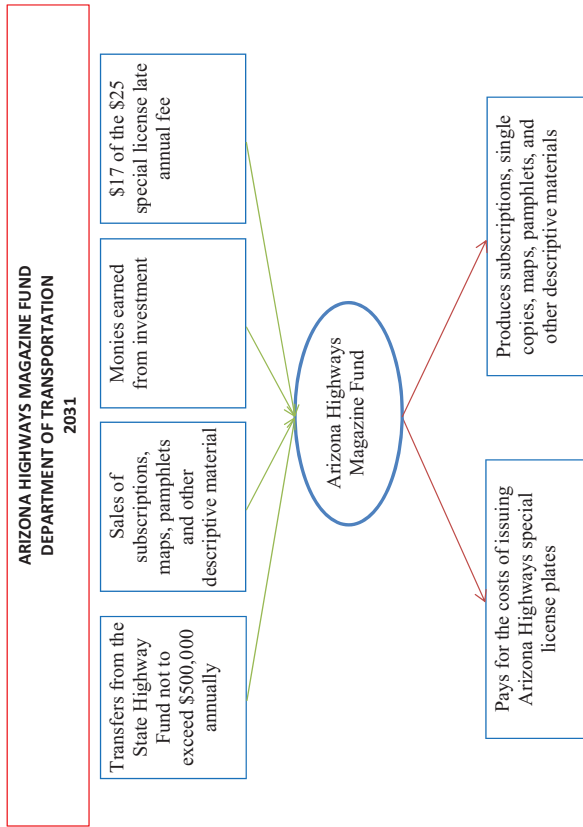 ARIZONA HIGHWAYS MAGAZINE FUND
DEPARTMENT OF TRANSPORTATION
2031
Transfers from the
State Highway
Fund not to
exceed $500,000
annually
Sales of
subscriptions,
maps, pamphlets
and other
descriptive material
Monies earned
from investment
$17 of the $25
special license late
annual fee
Arizona Highways
Magazine Fund
Pays for the costs of issuing
Arizona Highways special
license plates
Produces subscriptions, single
copies, maps, pamphlets, and
other descriptive materials